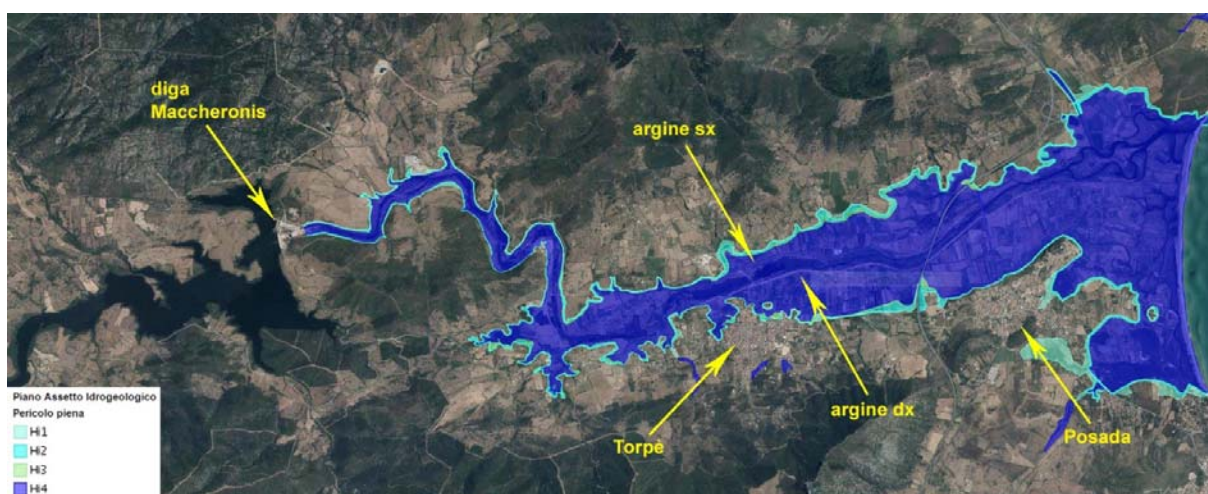 diga
Maccheronis
argine sx
argine dx
Torpè
Posada
Piano Assetto Idrogeologico
Pericolo piena
Hi1
Hi2
Hi3
Hi4